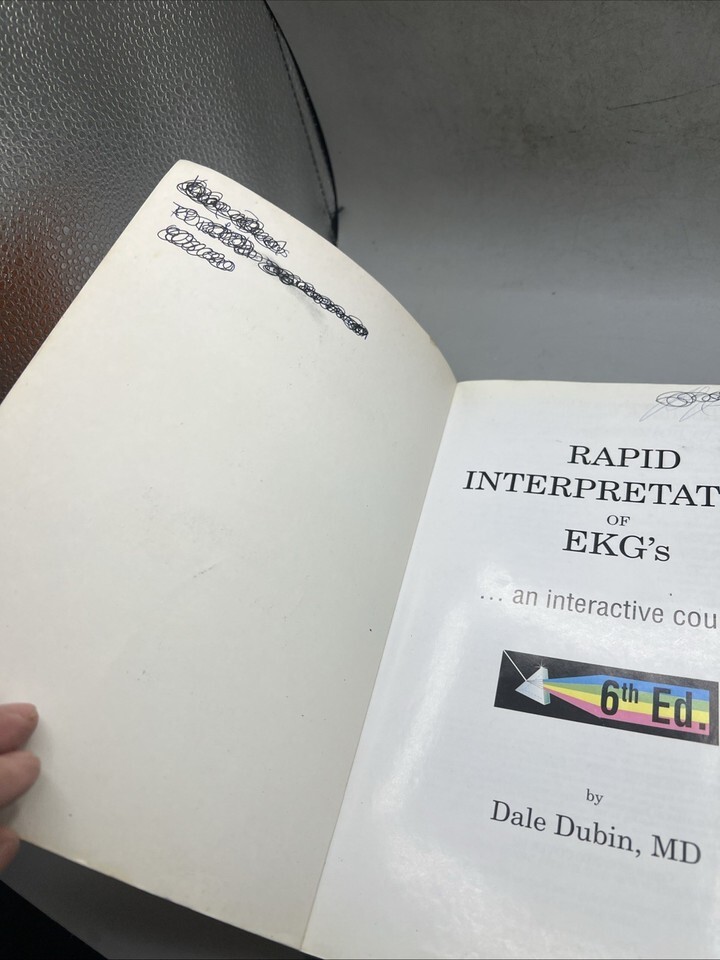 RAPID
INTERPRETAT
OF
EKG's
... an interactive cou
6th Ed.
by
Dale Dubin, MD